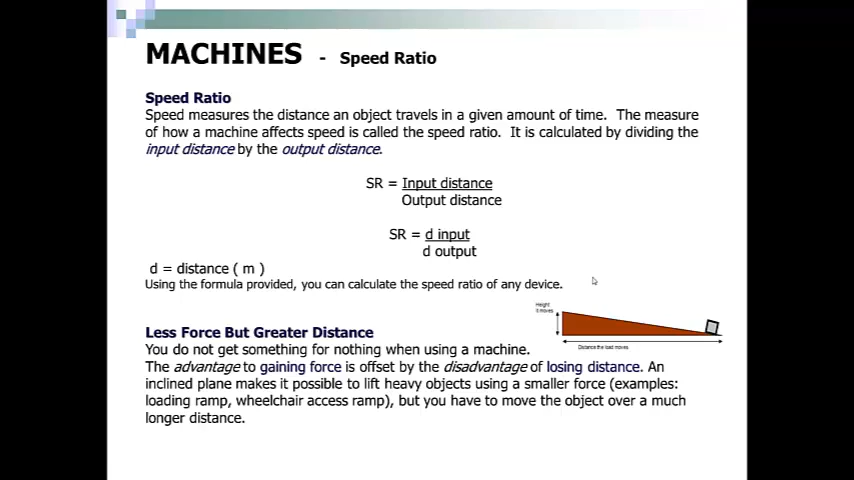 MACHINES - Speed Ratio
Speed Ratio
Speed measures the distance an object travels in a given amount of time. The measure
of how a machine affects speed is called the speed ratio. It is calculated by dividing the
input distance by the output distance.
SR = Input distance
Output distance
SR = d input
d output
d = distance ( m )
Using the formula provided, you can calculate the speed ratio of any device.
Height
it moves
Distance the load moves
Less Force But Greater Distance
You do not get something for nothing when using a machine.
The advantage to gaining force is offset by the disadvantage of losing distance. An
inclined plane makes it possible to lift heavy objects using a smaller force (examples:
loading ramp, wheelchair access ramp), but you have to move the object over a much
longer distance.